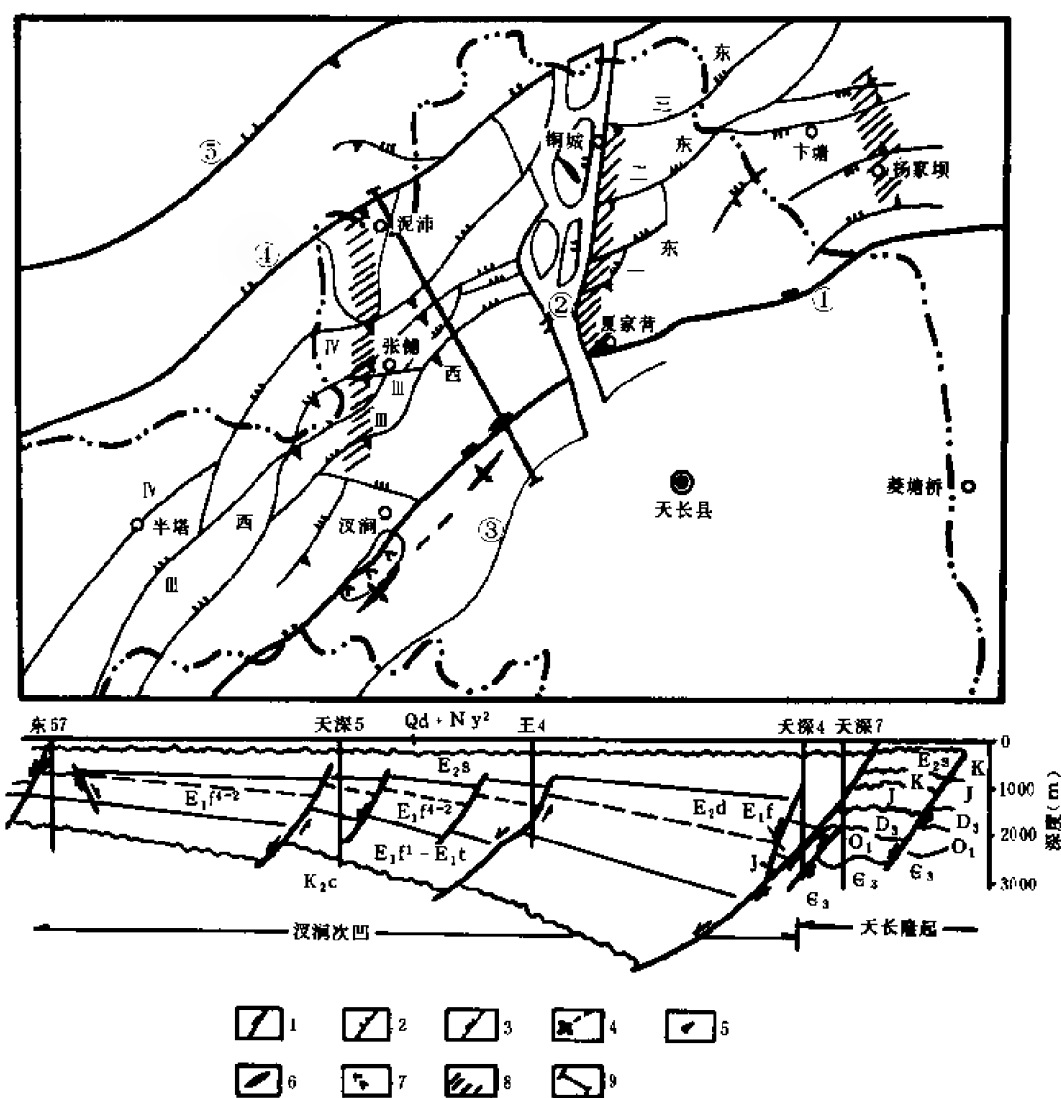 东
⑤
三
铜城
东
卞塘
二
杨家坝
泥沛
④
一
东
①
②
夏家营
Ⅳ
张铺
西
Ⅲ
Ⅲ
Ⅳ
半塔
西
汊涧
③
天长县
菱塘桥
Ⅲ
东57
天深5
Qd + Ny²
王4
天深4
天深7
0
E₂s
E₂s
K
E₁f⁴⁻²
E₁f⁴⁻²
E₂d
E₁f
K
J
J
1000
D₃
D₃
2000
深度(m)
E₁f¹ - E₁t
J
O₁
O₁
K₂c
Є₃
Є₃
3000
汊涧次凹
天长隆起
1
2
3
4
5
6
7
8
9